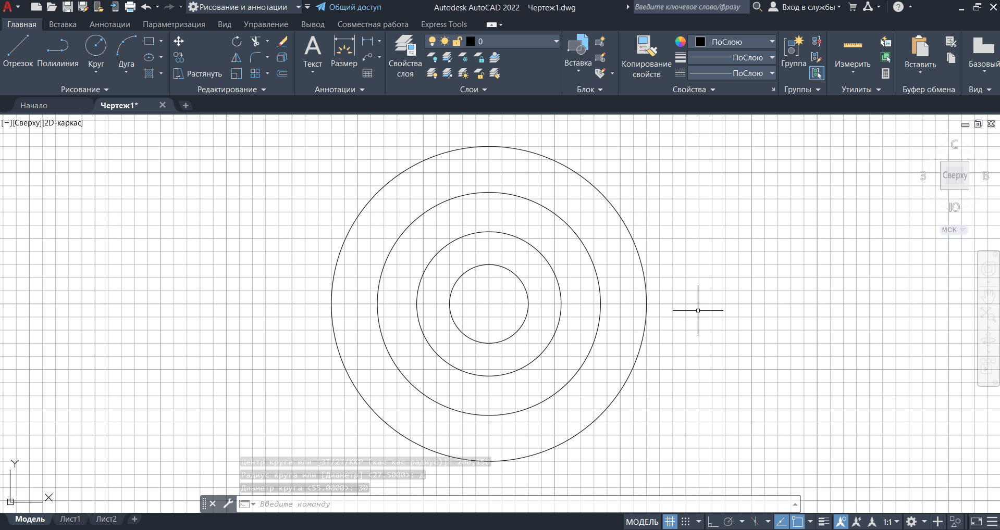 Рисование и аннотации
Общий доступ
Autodesk AutoCAD 2022 Чертеж1.dwg
Введите ключевое слово/фразу
Вход в службы
Главная Вставка Аннотации Параметризация Вид Управление Вывод Совместная работа Express Tools
Отрезок Полилиния Круг Дуга
Растянуть
Текст Размер
Свойства слоя
0
Вставка
Копирование свойств
ПоСлою
ПоСлою
ПоСлою
Группа
Измерить
Вставить
Базовый
Рисование Редактирование Аннотации Слои Блок Свойства Группы Утилиты Буфер обмена Вид
Начало Чертеж1*
[−][Сверху][2D-каркас]
С
З Сверху В
Ю
МСК
Y
X
Центр круга или [3Т/2Т/ККР (кас кас радиус)]: 200,150
Радиус круга или [Диаметр] <27.5000>: д
Диаметр круга <55.0000>: 30
Введите команду
Модель Лист1 Лист2
МОДЕЛЬ
1:1